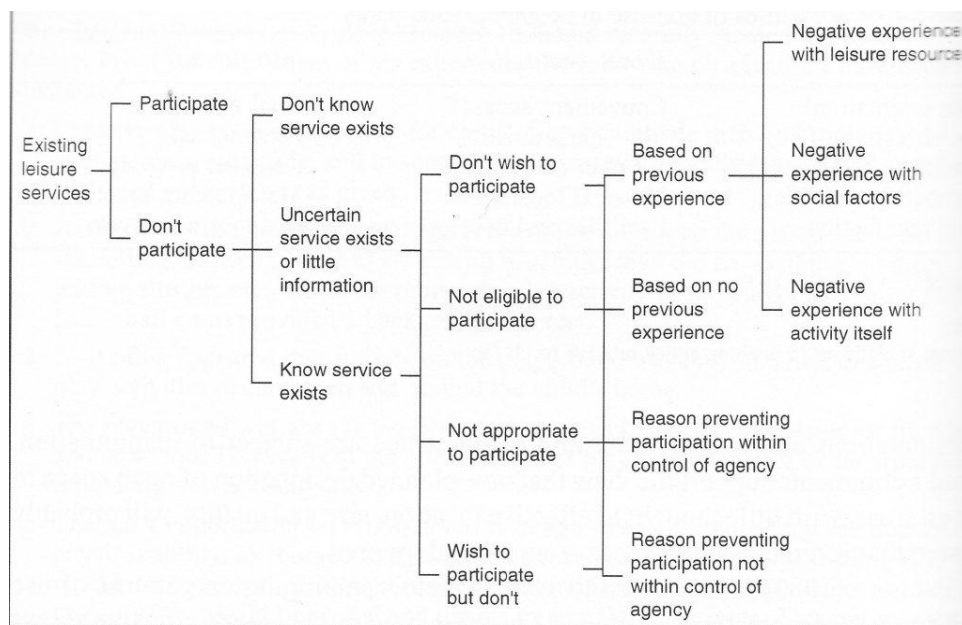 Existing
leisure
services
Participate
Don't
participate
Don't know
service exists
Uncertain
service exists
or little
information
Know service
exists
Don't wish to
participate
Not eligible to
participate
Not appropriate
to participate
Wish to
participate
but don't
Based on
previous
experience
Based on no
previous
experience
Reason preventing
participation within
control of agency
Reason preventing
participation not
within control of
agency
Negative experience
with leisure resource
Negative
experience with
social factors
Negative
experience with
activity itself